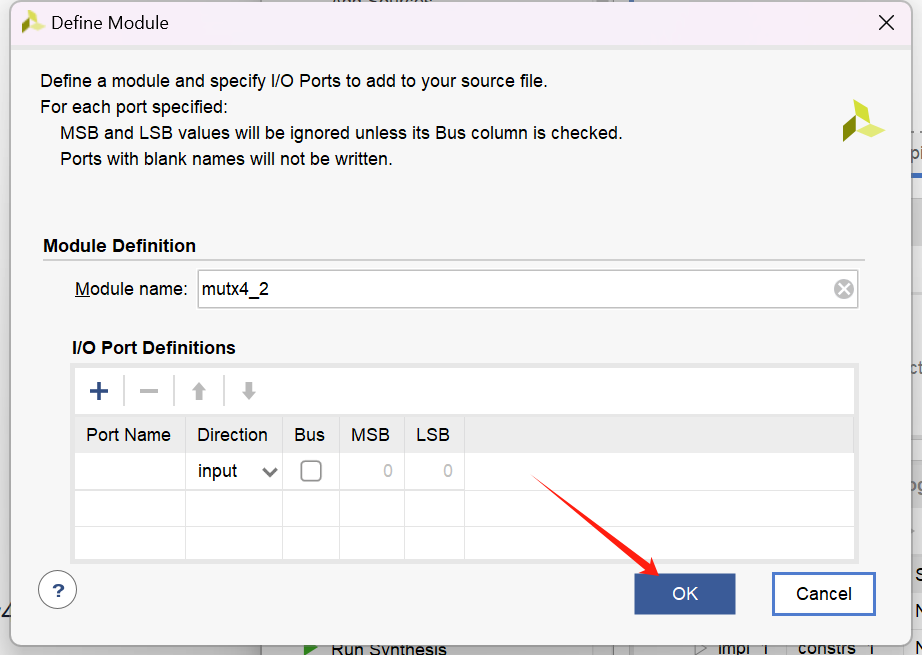 Define Module
Define a module and specify I/O Ports to add to your source file.
For each port specified:
MSB and LSB values will be ignored unless its Bus column is checked.
Ports with blank names will not be written.
Module Definition
Module name: mutx4_2
I/O Port Definitions
Port Name Direction Bus MSB LSB
input 0 0
? OK Cancel
Run Synthesis impl_1 constrs_1